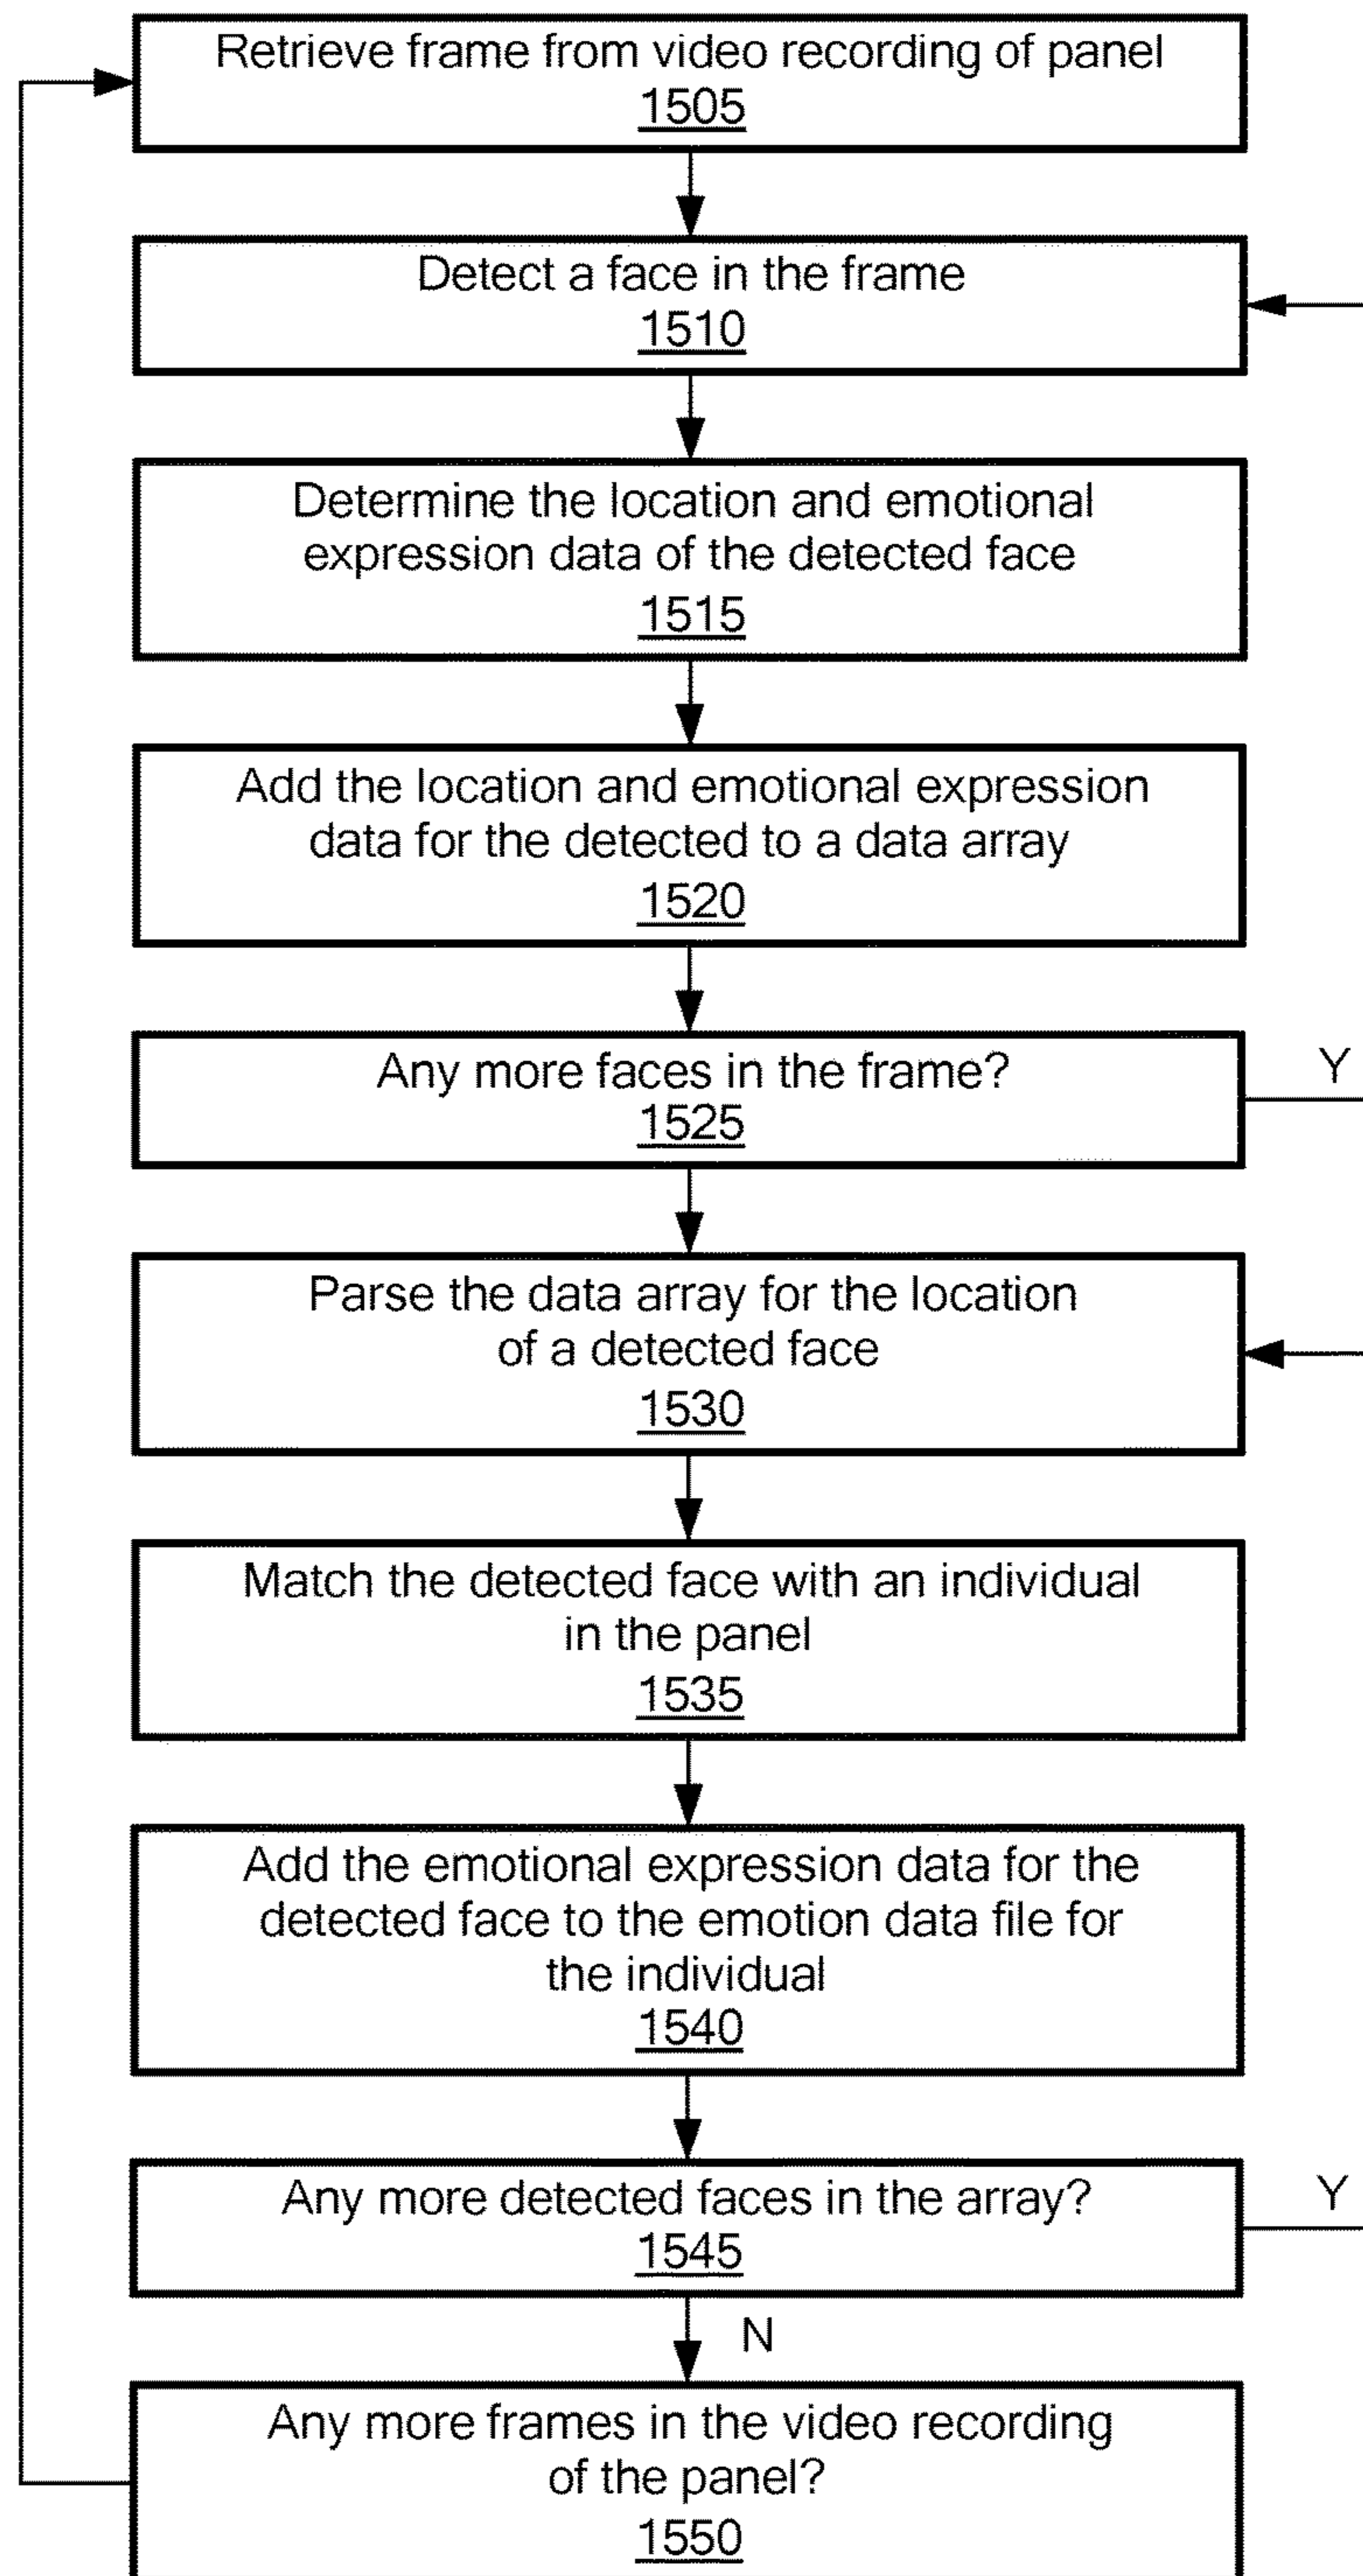 Retrieve frame from video recording of panel
1505
Detect a face in the frame
1510
Determine the location and emotional
expression data of the detected face
1515
Add the location and emotional expression
data for the detected to a data array
1520
Any more faces in the frame?
1525
Y
Parse the data array for the location
of a detected face
1530
Match the detected face with an individual
in the panel
1535
Add the emotional expression data for the
detected face to the emotion data file for
the individual
1540
Any more detected faces in the array?
1545
Y
N
Any more frames in the video recording
of the panel?
1550